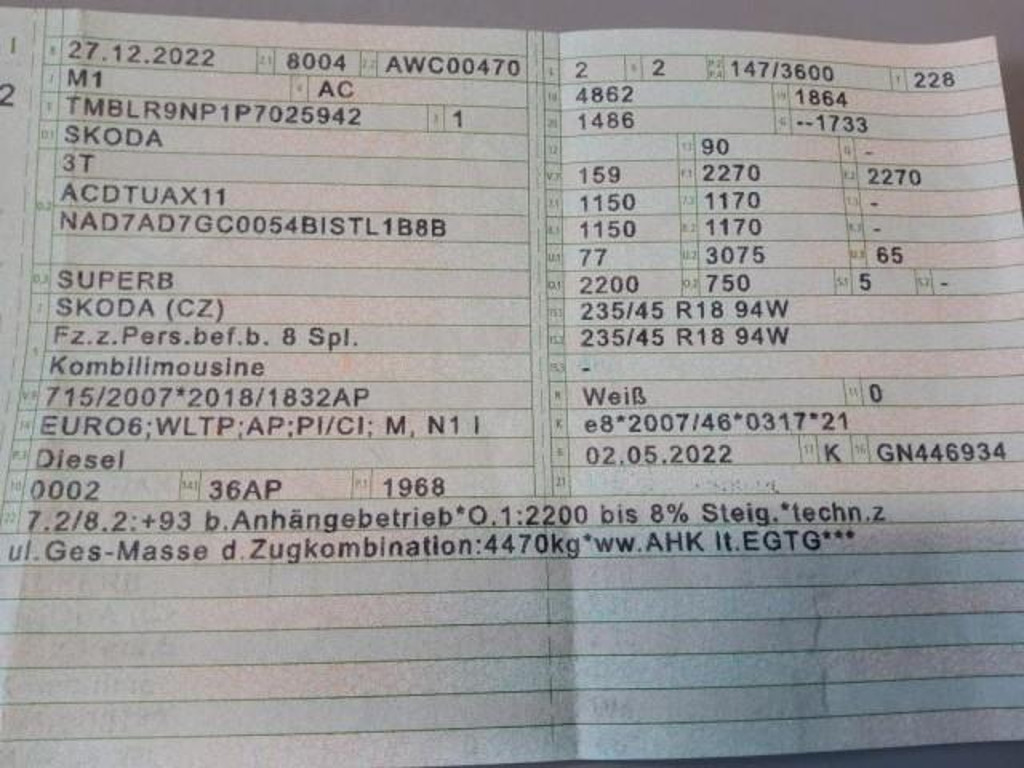 27.12.2022 8004 AWC00470
M1 AC
TMBLR9NP1P7025942 1
SKODA
3T
ACDTUAX11
NAD7AD7GC0054BISTL1B8B
SUPERB
SKODA (CZ)
Fz.z.Pers.bef.b. 8 Spl.
Kombilimousine
715/2007*2018/1832AP
EURO6;WLTP;AP;PI/CI; M, N1 I
Diesel
0002 36AP 1968
2 2 147/3600 228
4862 1864
1486 --1733
90 -
159 2270 2270
1150 1170 -
1150 1170 -
77 3075 65
2200 750 5 -
235/45 R18 94W
235/45 R18 94W
-
Weiß 0
e8*2007/46*0317*21
02.05.2022 K GN446934
7.2/8.2:+93 b.Anhängebetrieb*O.1:2200 bis 8% Steig.*techn.z
ul.Ges-Masse d.Zugkombination:4470kg*ww.AHK lt.EGTG***